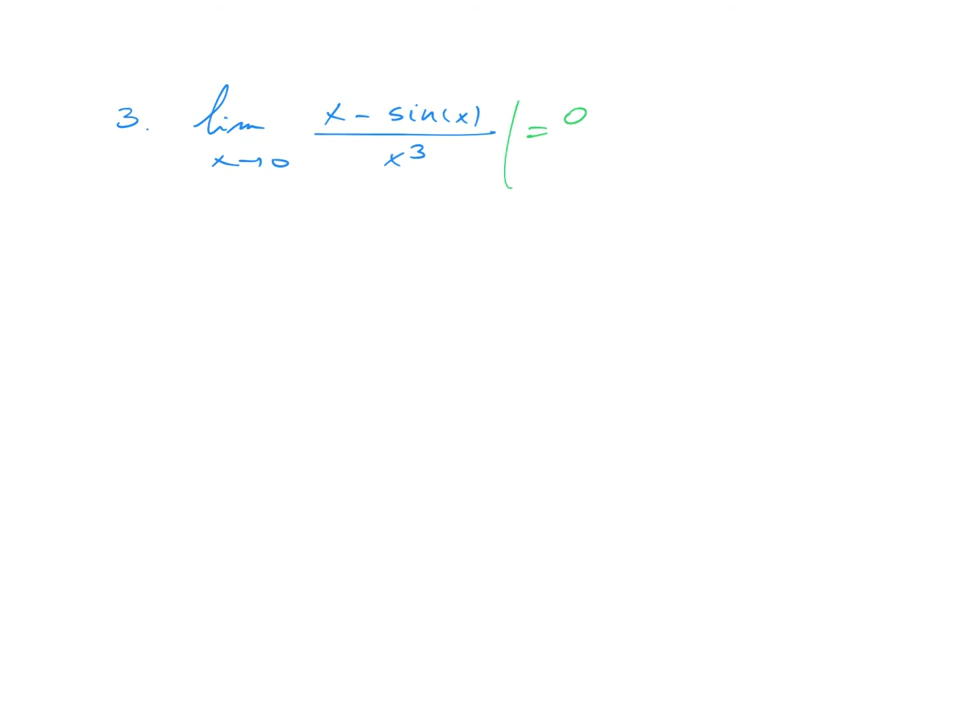 3. lim x→0 (x - sin(x))/x³ | = 0